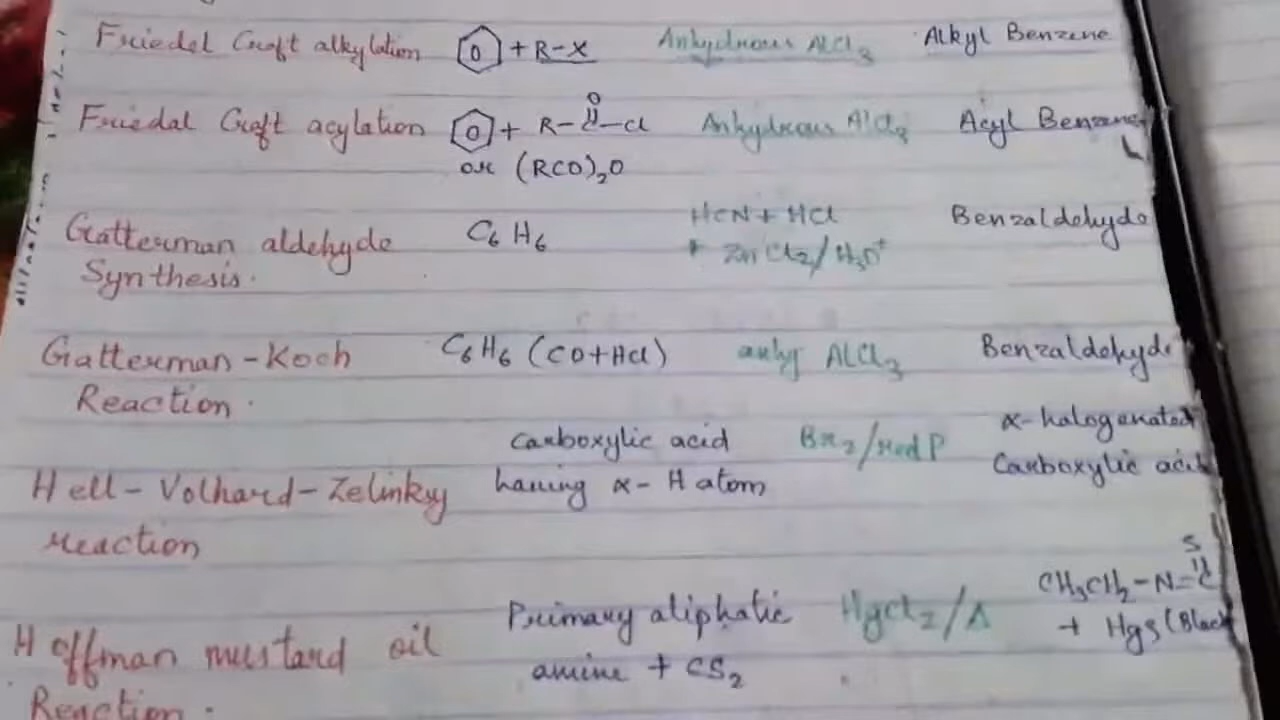 Friedel Craft alkylation + R-X Anhydrous AlCl3 Alkyl Benzene
O
Friedal Craft acylation + R-C-Cl Anhydrous AlCl3 Acyl Benzene
or (RCO)2O
Gatterman aldehyde C6H6 HCN + HCl Benzaldehyde
Synthesis. + ZnCl2/H3O+
Gatterman-Koch C6H6 (CO+HCl) anhy AlCl3 Benzaldehyde
Reaction.
carboxylic acid Br2/red P α-halogenated
Hell-Volhard-Zelinksy having α-H atom Carboxylic acid
reaction
S
Primary aliphatic HgCl2/Δ CH3CH2-N=C
Hoffman mustard oil amine + CS2 + HgS (Black
Reaction.